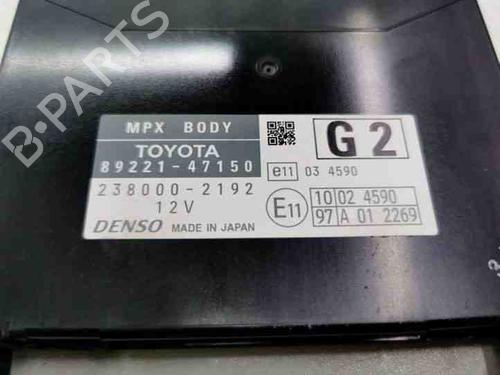 MPX BODY
TOYOTA
89221-47150
238000-2192
12V
DENSO MADE IN JAPAN
G 2
e11 03 4590
E11
10 02 4590
97 A 01 2269
B-PARTS